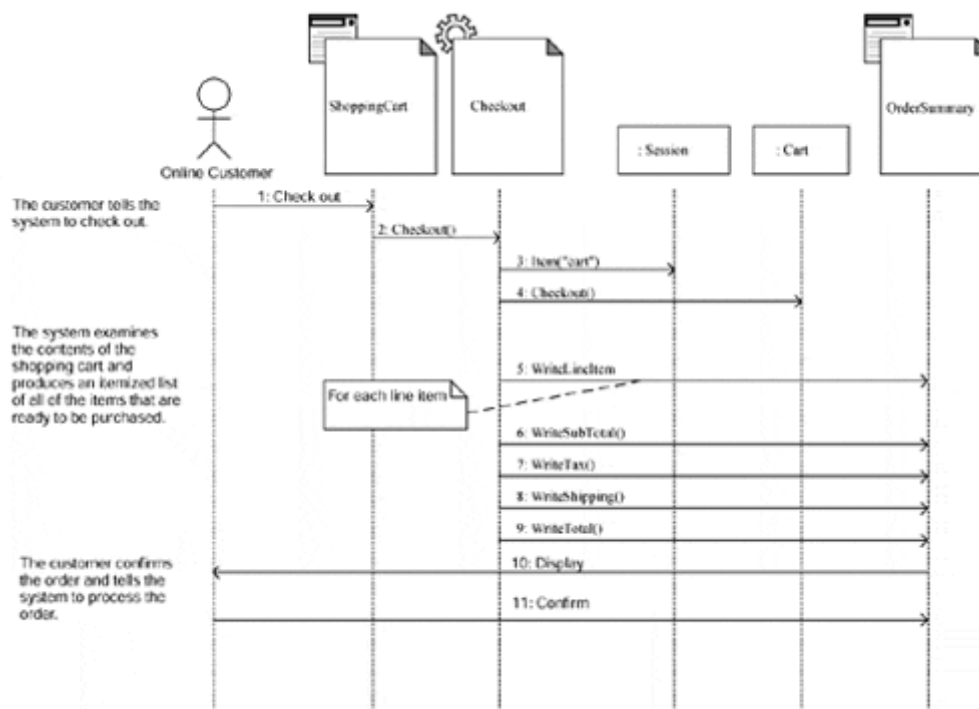 ShoppingCart
Checkout
OrderSummary
: Session
: Cart
Online Customer
The customer tells the
system to check out.
1: Check out
2: Checkout()
3: Item("cart")
4: Checkout()
The system examines
the contents of the
shopping cart and
produces an itemized list
of all of the items that are
ready to be purchased.
5: WriteLineItem
For each line item
6: WriteSubTotal()
7: WriteTax()
8: WriteShipping()
9: WriteTotal()
The customer confirms
the order and tells the
system to process the
order.
10: Display
11: Confirm